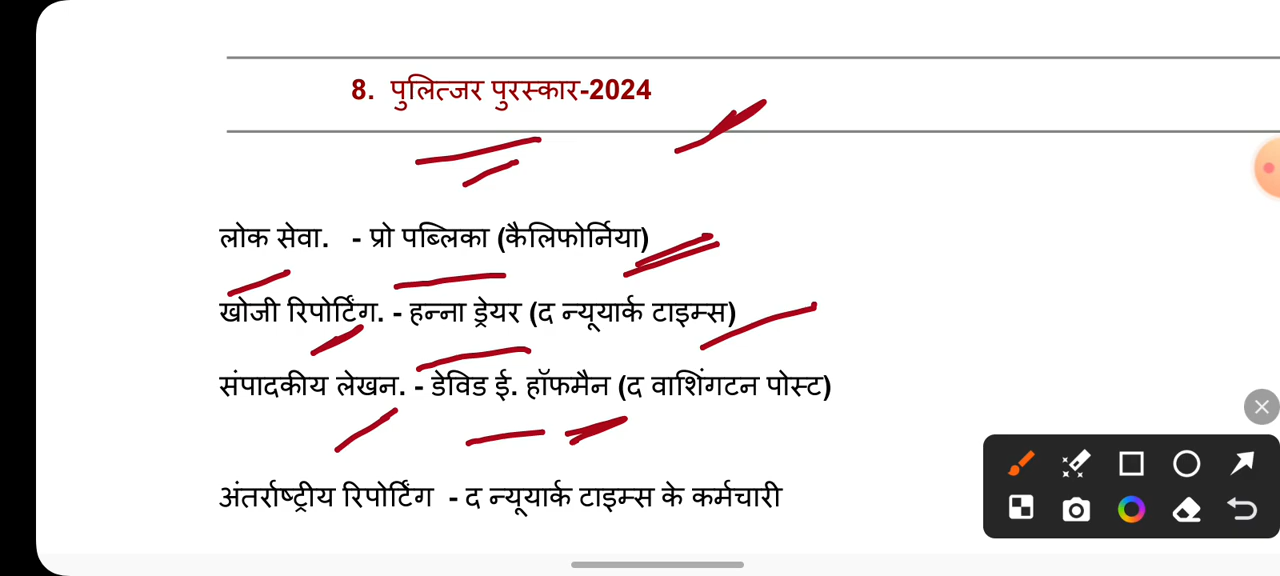 8. पुलित्जर पुरस्कार-2024
लोक सेवा. - प्रो पब्लिका (कैलिफोर्निया)
खोजी रिपोर्टिंग. - हन्ना ड्रेयर (द न्यूयार्क टाइम्स)
संपादकीय लेखन. - डेविड ई. हॉफमैन (द वाशिंगटन पोस्ट)
अंतर्राष्ट्रीय रिपोर्टिंग - द न्यूयार्क टाइम्स के कर्मचारी